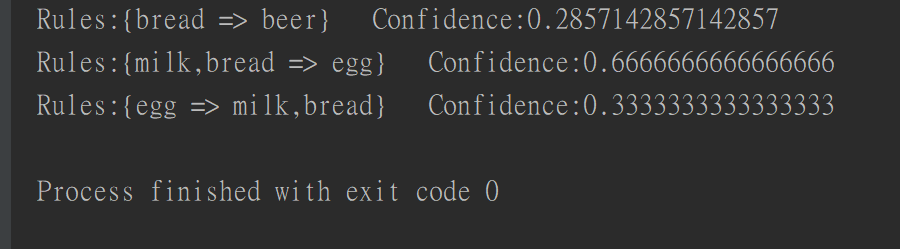 Rules:{bread => beer}   Confidence:0.2857142857142857
Rules:{milk,bread => egg}   Confidence:0.6666666666666666
Rules:{egg => milk,bread}   Confidence:0.3333333333333333
Process finished with exit code 0